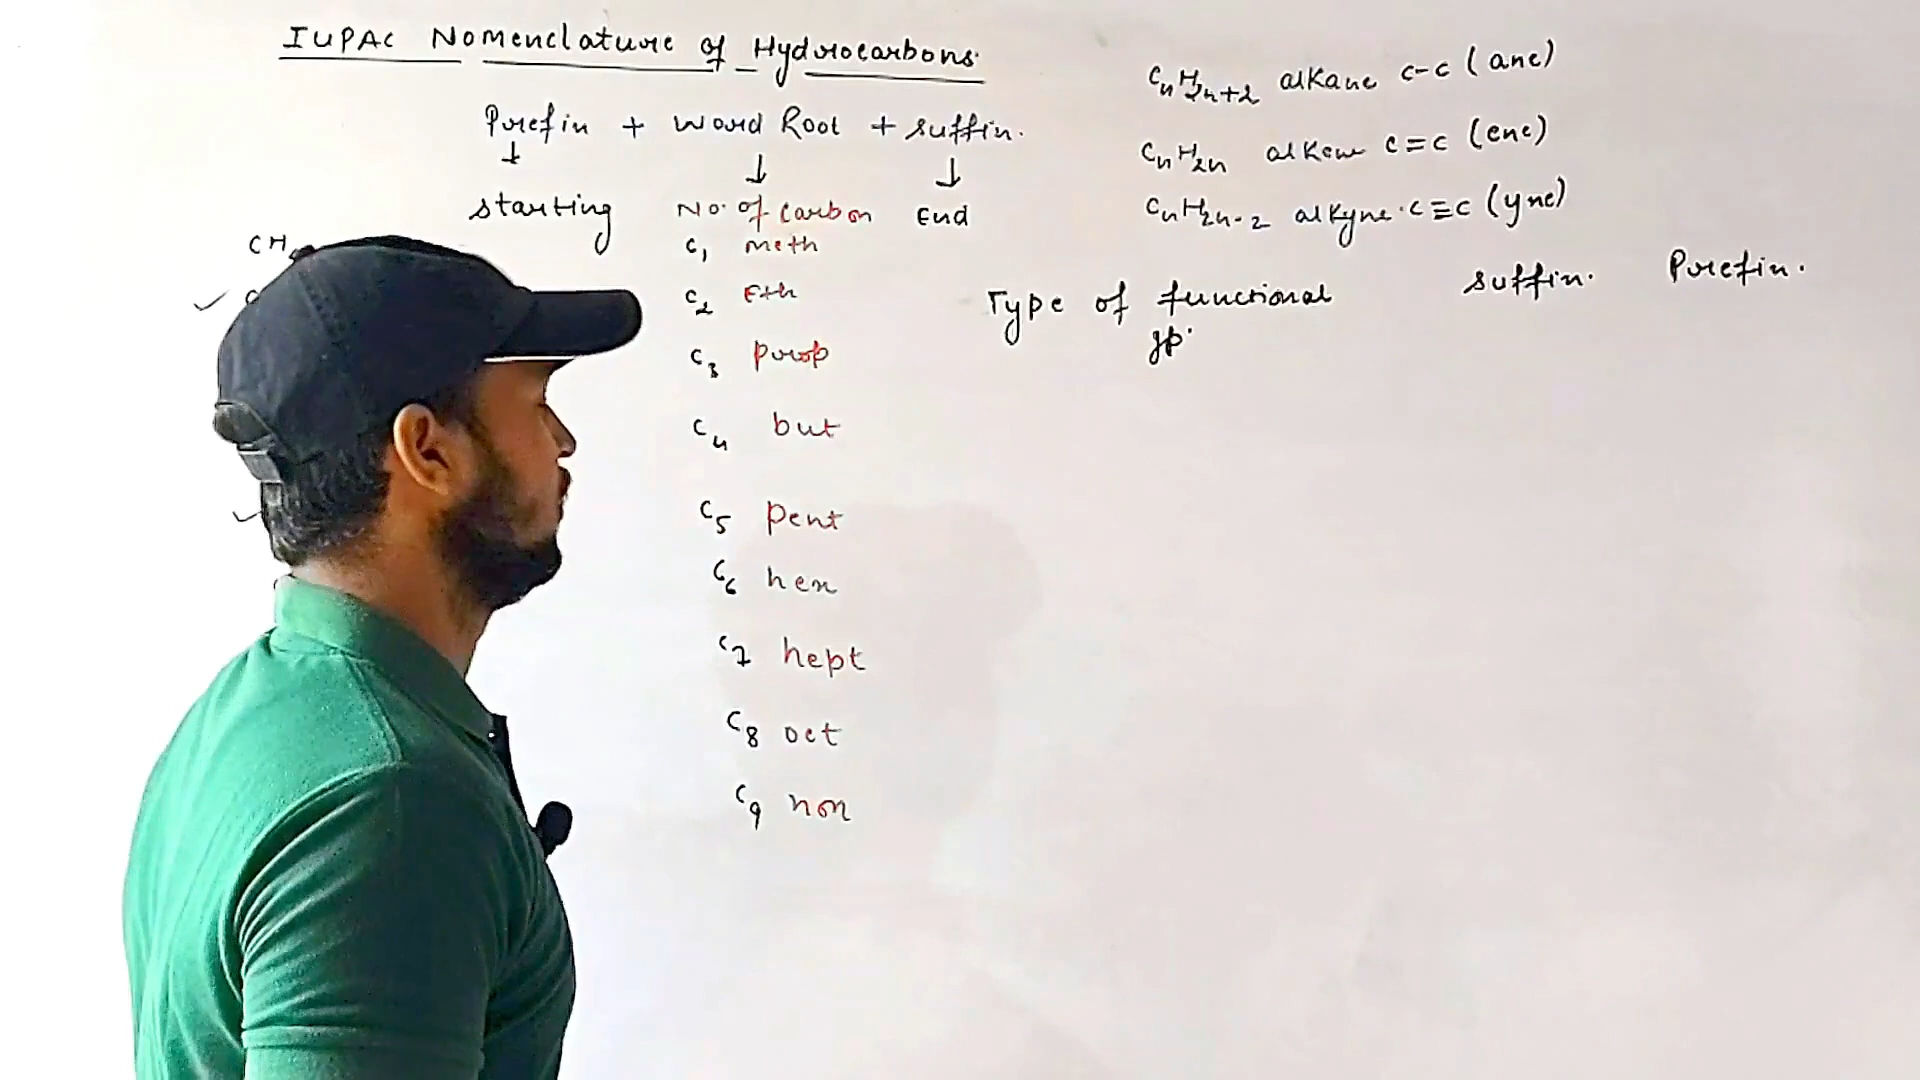 IUPAC Nomenclature of Hydrocarbons.
Prefix + Word Root + suffix.
↓ ↓ ↓
starting No. of carbon End
CH₄
C₁ meth
C₂ Eth
C₃ prop
C₄ but
C₅ pent
C₆ hex
C₇ hept
C₈ oct
C₉ non
CₙH₂ₙ₊₂ alkane C-C (ane)
CₙH₂ₙ alkene C=C (ene)
CₙH₂ₙ₋₂ alkyne. C≡C (yne)
Type of functional suffix. Prefix.
gp.